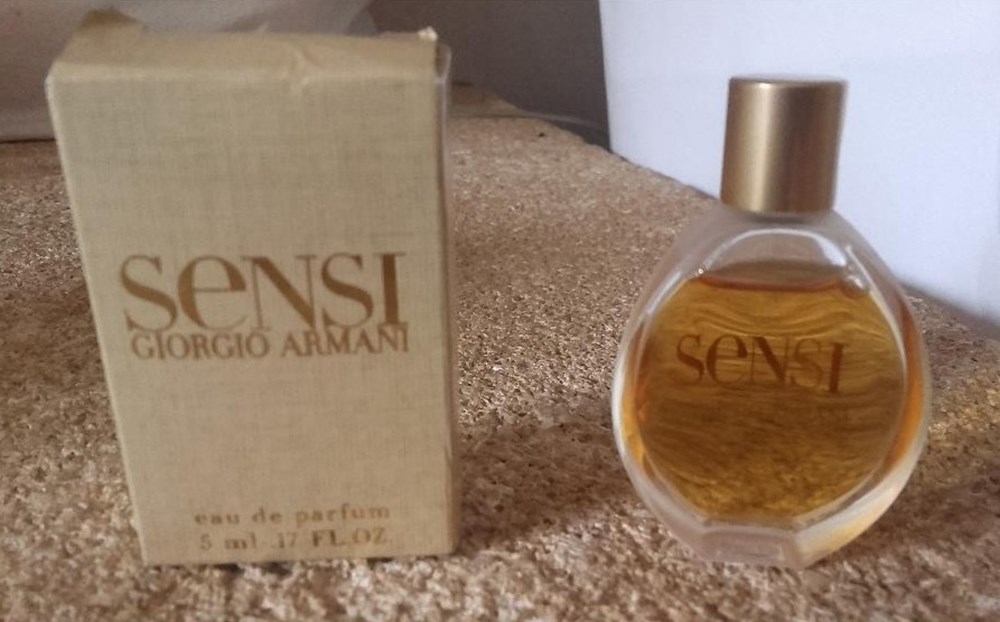 SeNSI
GIORGIO ARMANI
eau de parfum
5 ml .17 FL.OZ.
SeNSI